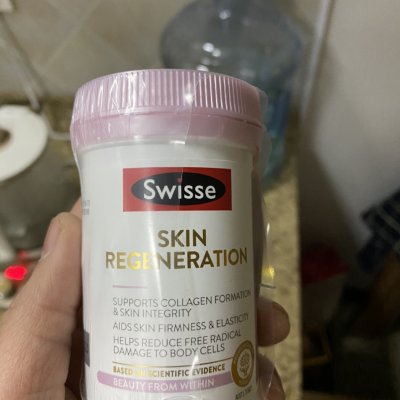 Swisse
SKIN
REGENERATION
SUPPORTS COLLAGEN FORMATION
& SKIN INTEGRITY
AIDS SKIN FIRMNESS & ELASTICITY
HELPS REDUCE FREE RADICAL
DAMAGE TO BODY CELLS
BASED ON SCIENTIFIC EVIDENCE
BEAUTY FROM WITHIN